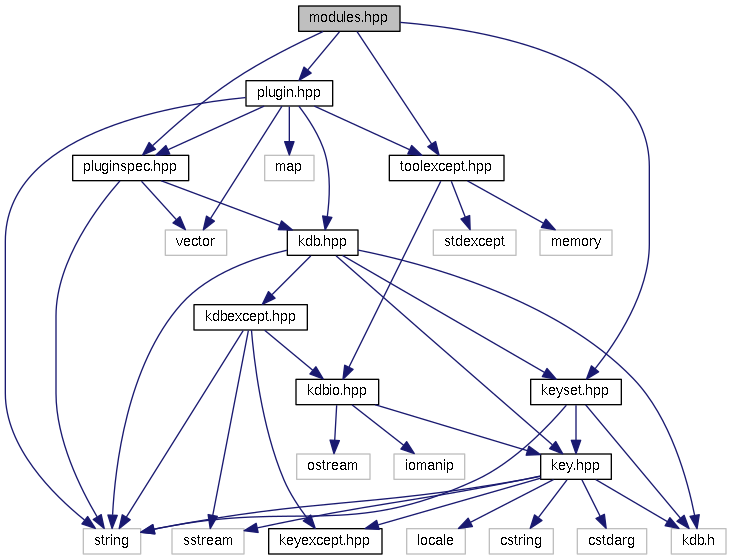 modules.hpp
plugin.hpp
pluginspec.hpp
map
toolexcept.hpp
vector
kdb.hpp
stdexcept
memory
kdbexcept.hpp
kdbio.hpp
keyset.hpp
ostream
iomanip
key.hpp
string
sstream
keyexcept.hpp
locale
cstring
cstdarg
kdb.h